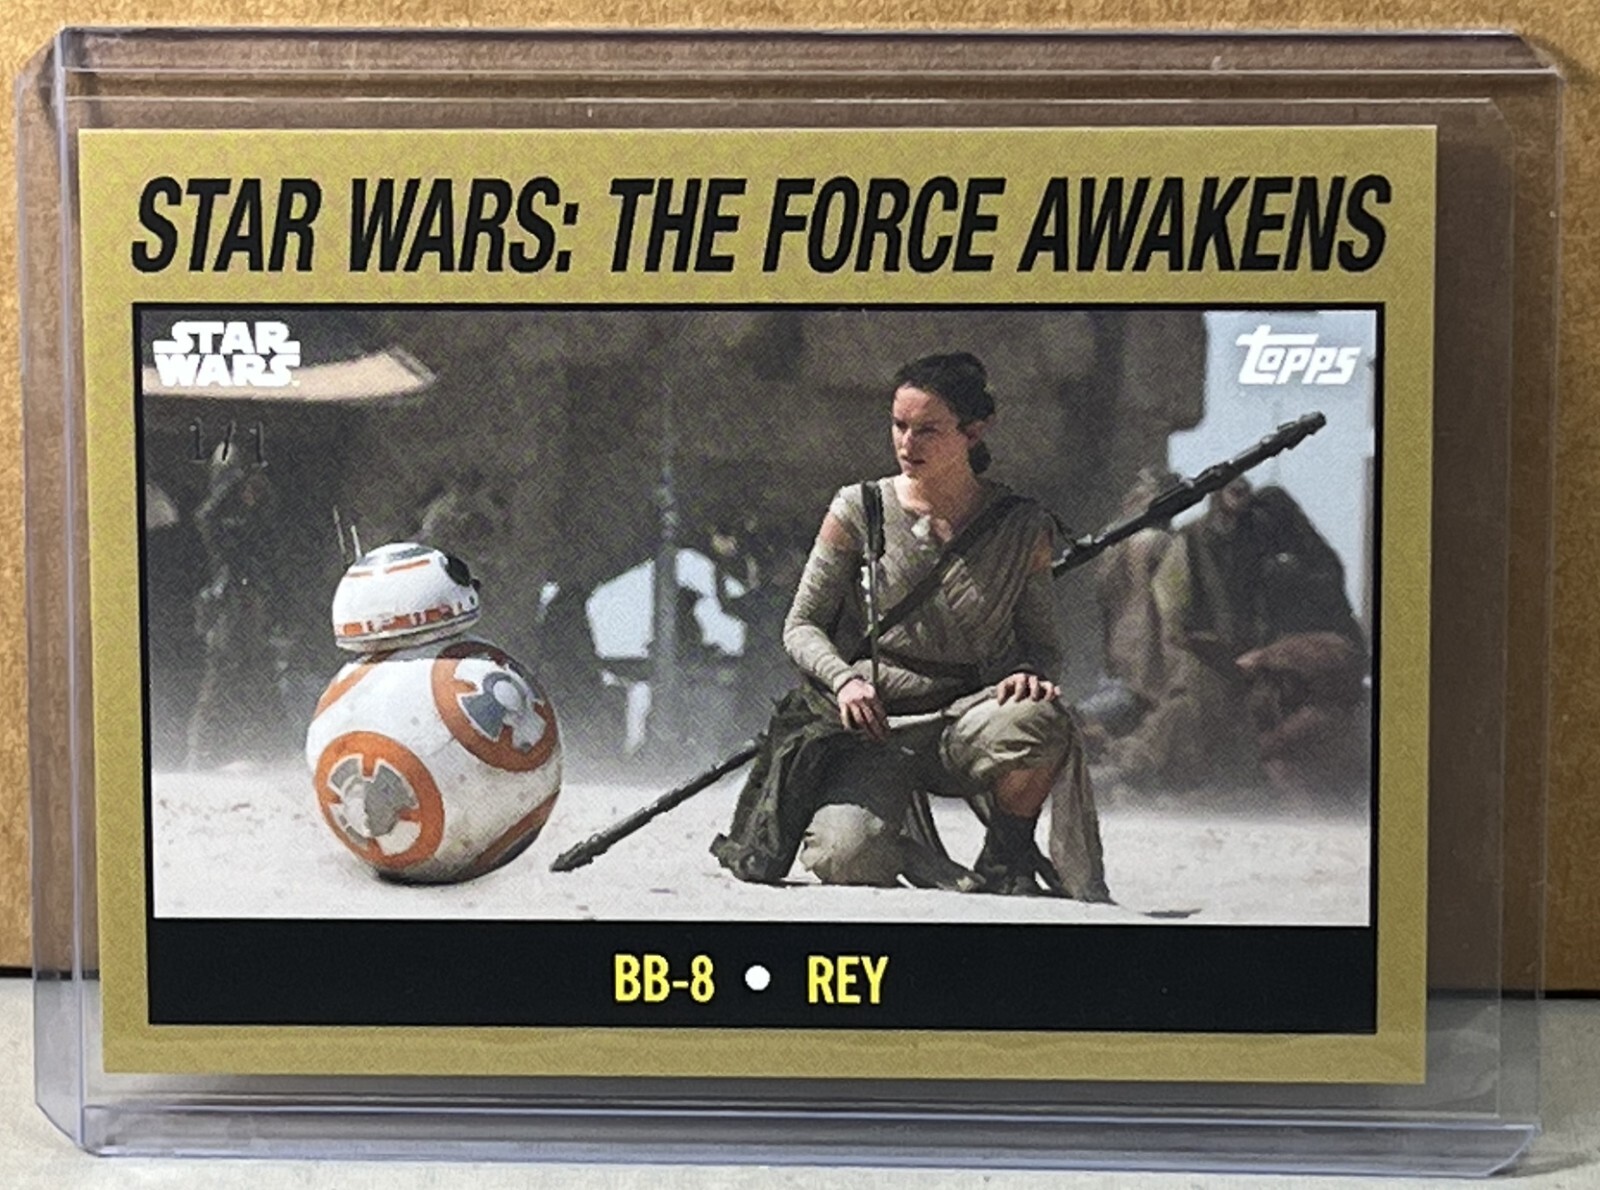 STAR WARS: THE FORCE AWAKENS
STAR
WARS
topps
1/1
BB-8 • REY